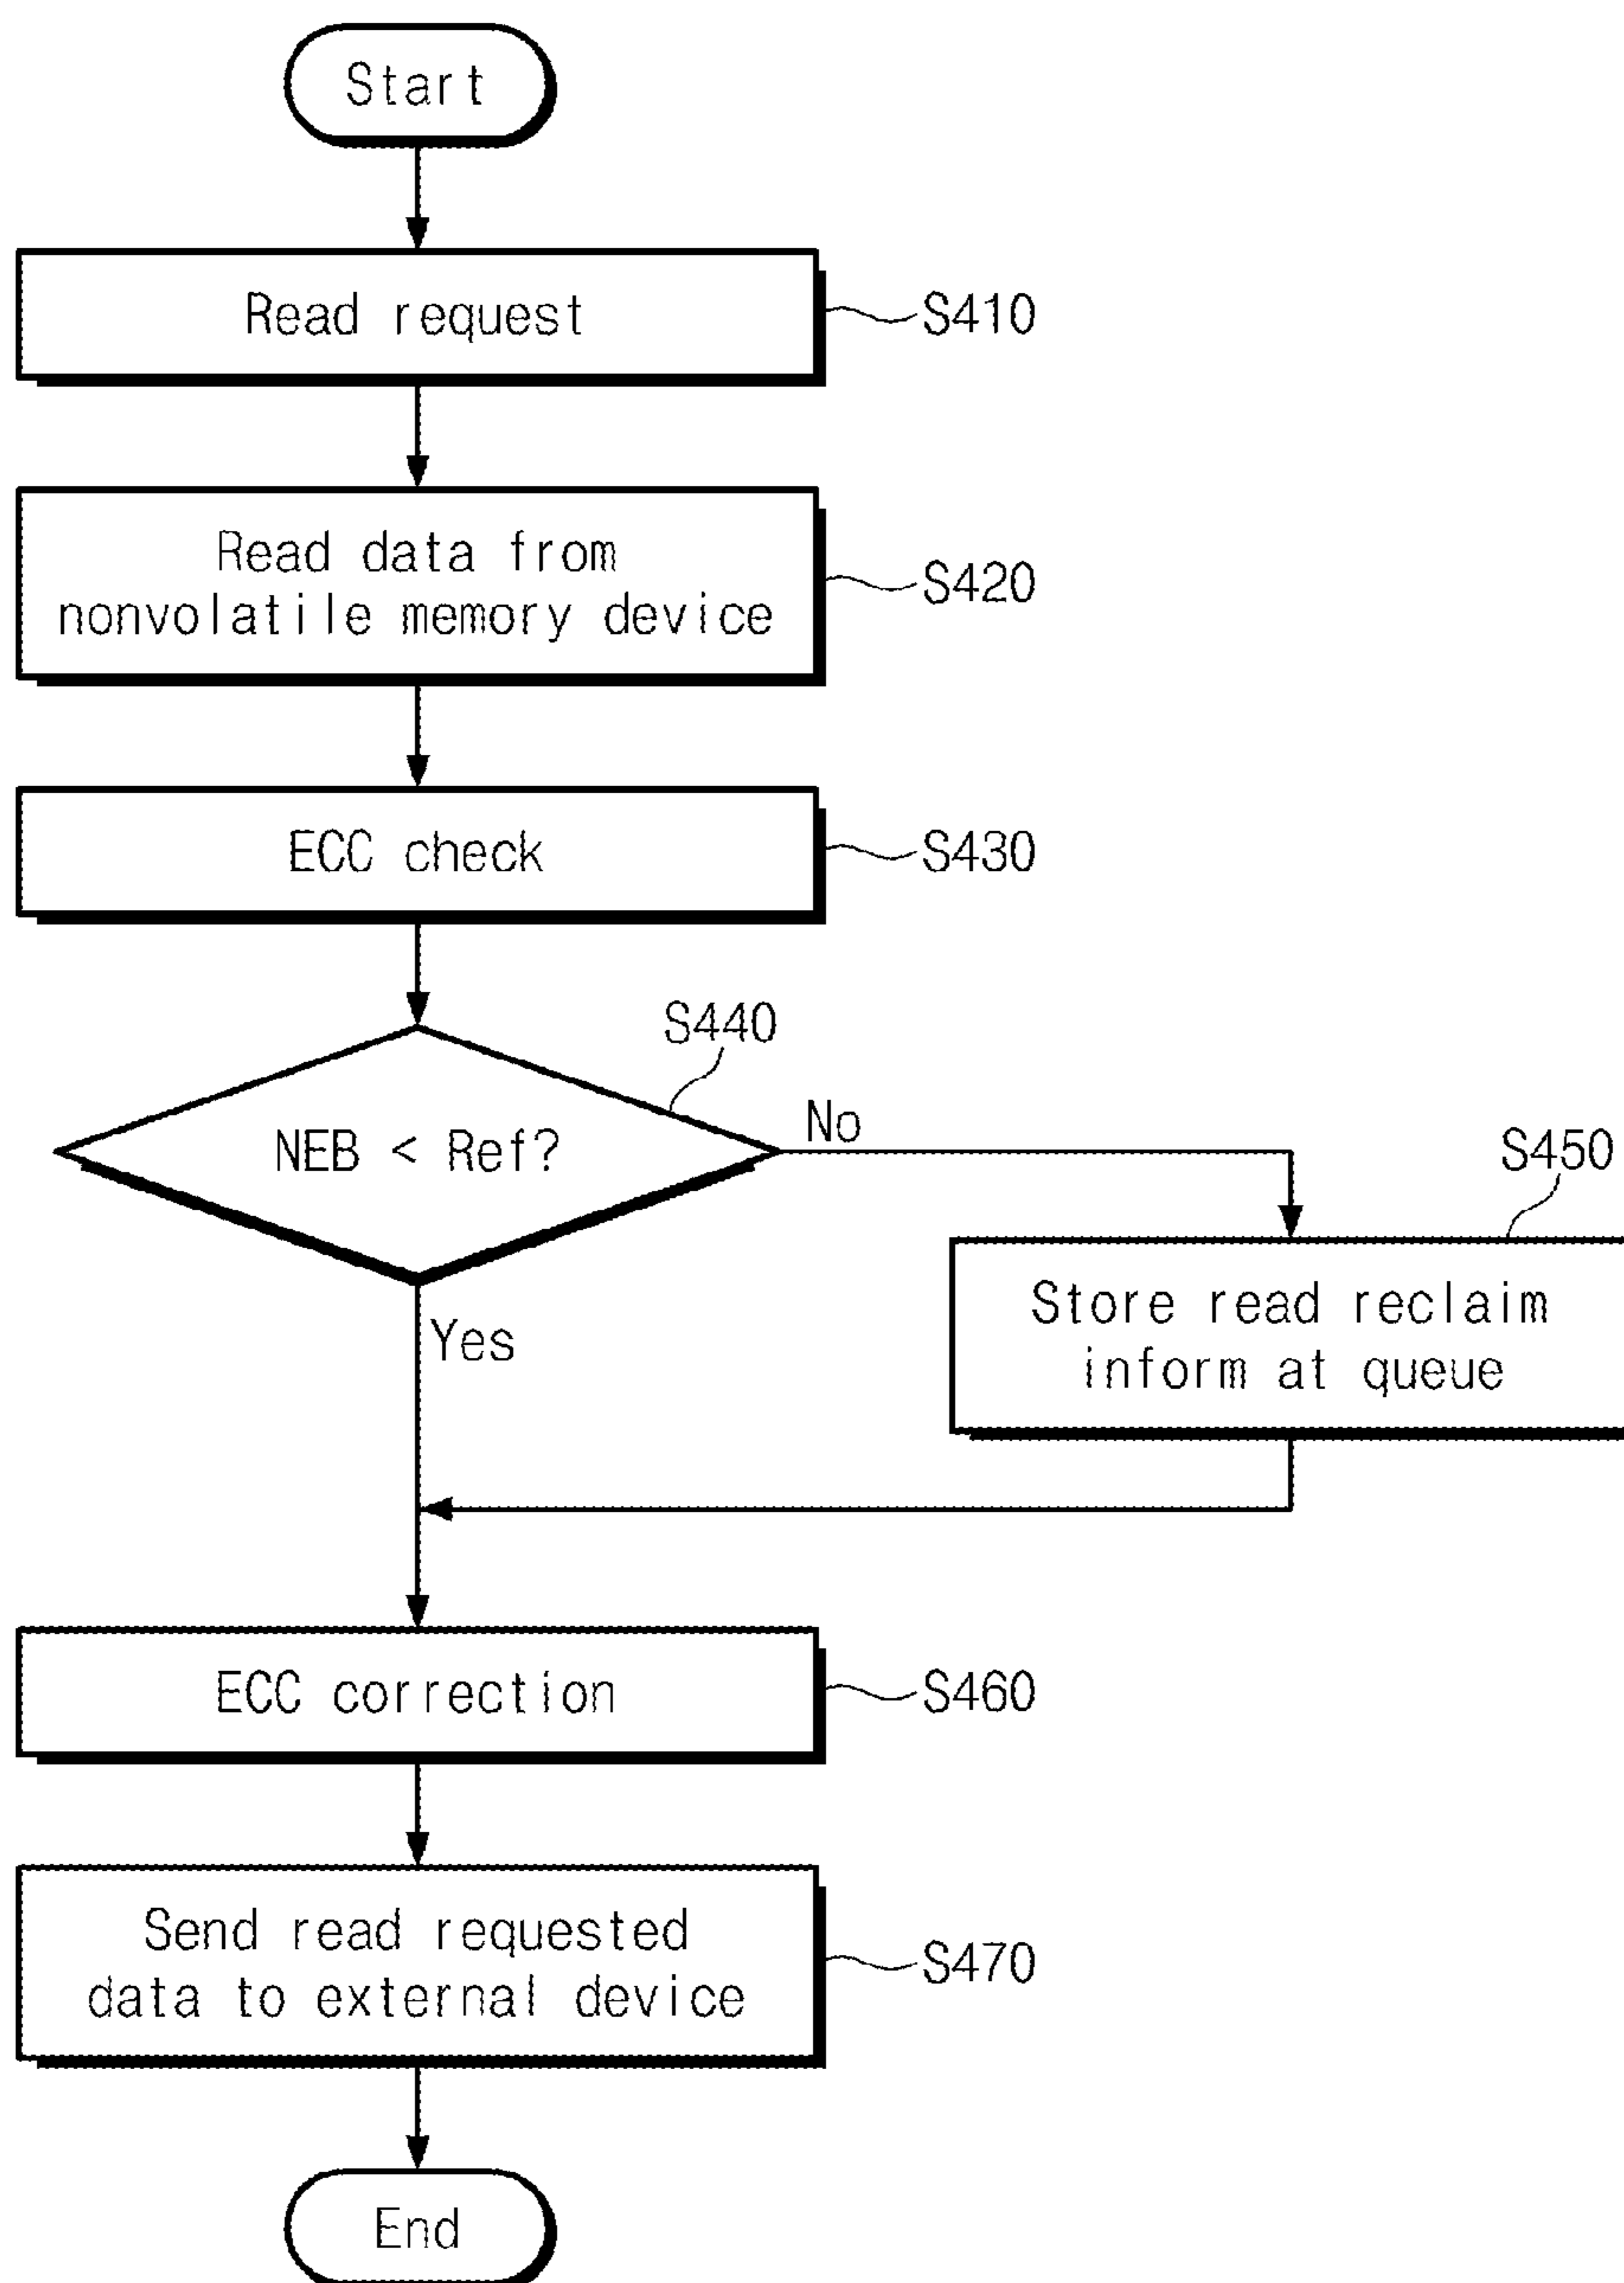 Start
Read request
S410
Read data from
nonvolatile memory device
S420
ECC check
S430
S440
NEB < Ref?
No
Yes
S450
Store read reclaim
inform at queue
ECC correction
S460
Send read requested
data to external device
S470
End